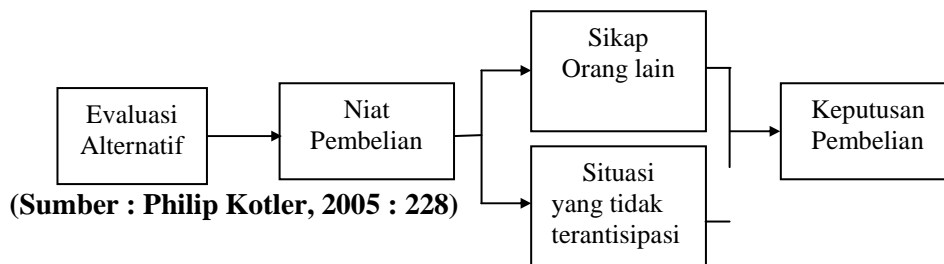 Evaluasi
Alternatif
Niat
Pembelian
Sikap
Orang lain
Situasi
yang tidak
terantisipasi
Keputusan
Pembelian
(Sumber : Philip Kotler, 2005 : 228)